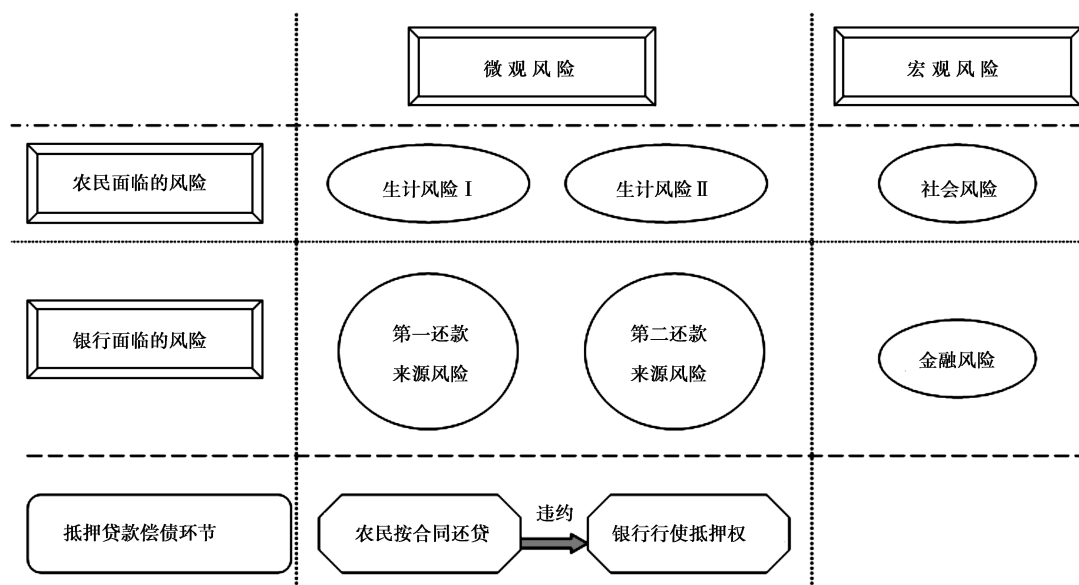 微观风险
宏观风险
农民面临的风险
生计风险Ⅰ
生计风险Ⅱ
社会风险
银行面临的风险
第一还款
来源风险
第二还款
来源风险
金融风险
抵押贷款偿债环节
农民按合同还贷
违约
银行行使抵押权